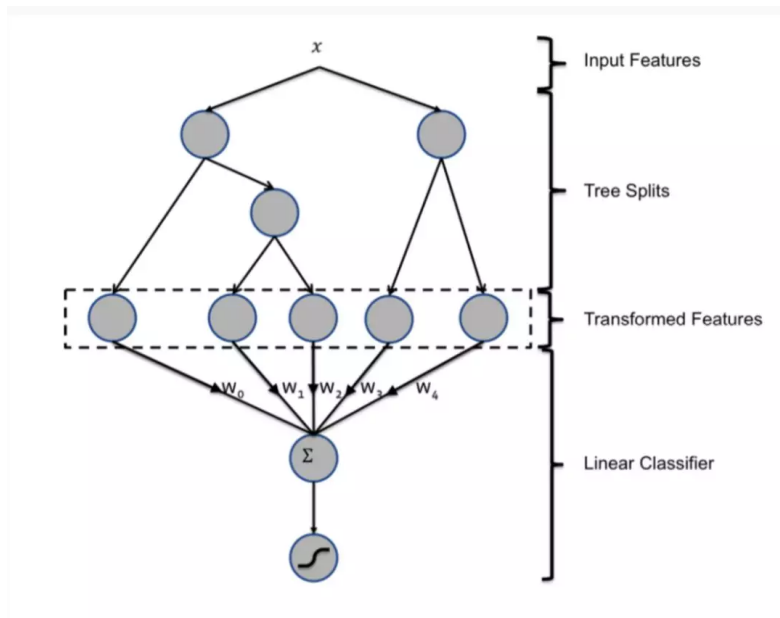 x
Input Features
Tree Splits
Transformed Features
W₀ W₁ W₂ W₃ W₄
Σ
Linear Classifier